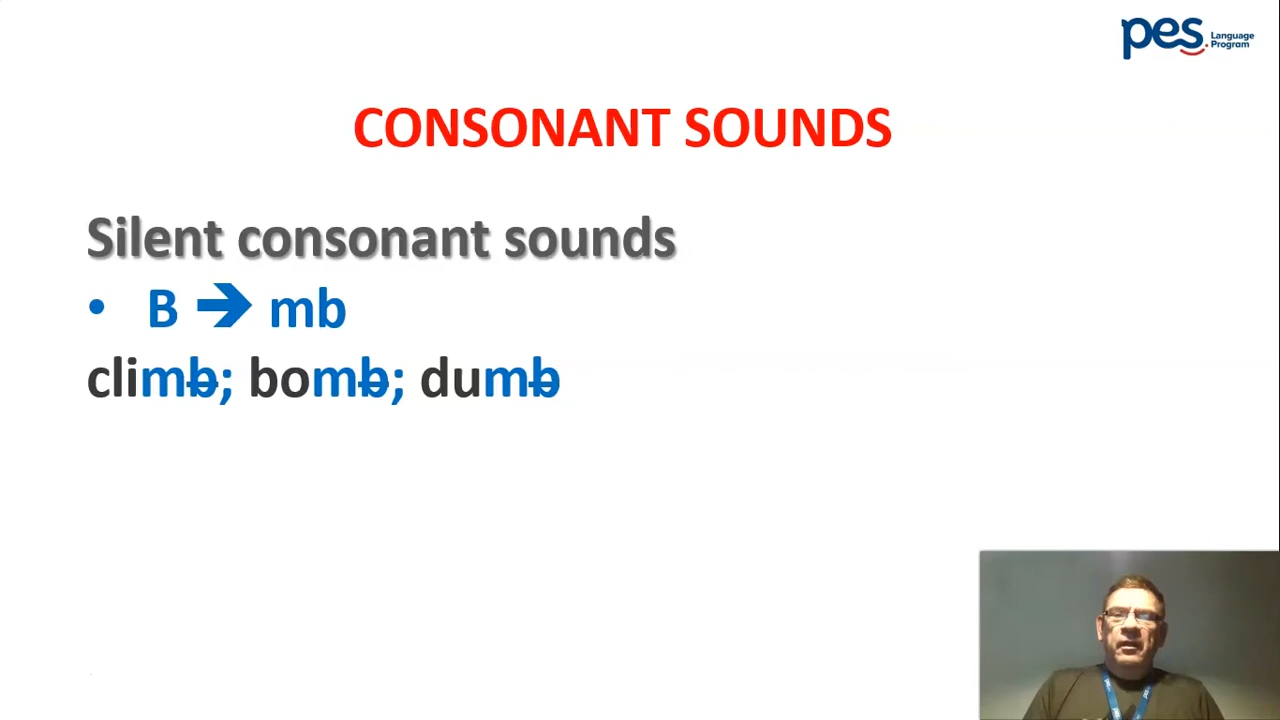 pes. Language
Program
CONSONANT SOUNDS
Silent consonant sounds
• B ➔ mb
climb; bomb; dumb